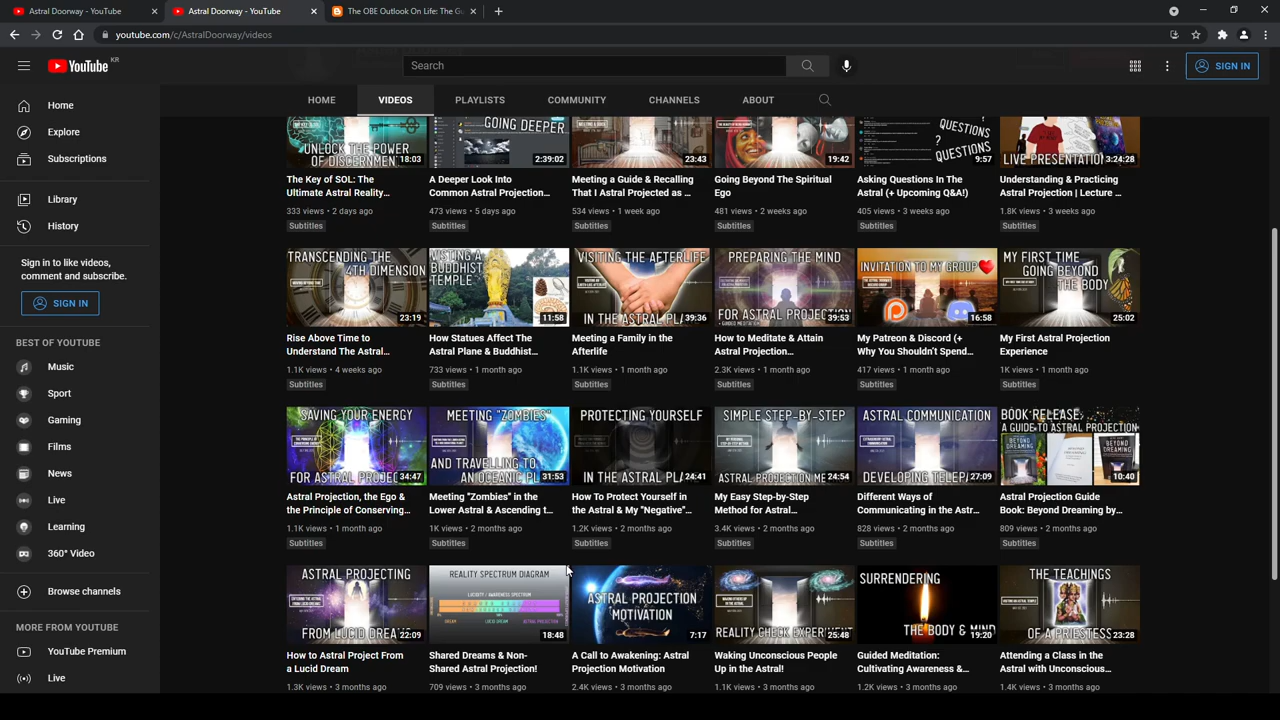 Astral Doorway - YouTube
Astral Doorway - YouTube
The OBE Outlook On Life: The Gu
youtube.com/c/AstralDoorway/videos
YouTube KR
Search
SIGN IN
HOME
VIDEOS
PLAYLISTS
COMMUNITY
CHANNELS
ABOUT
Home
Explore
Subscriptions
Library
History
Sign in to like videos,
comment and subscribe.
SIGN IN
BEST OF YOUTUBE
Music
Sport
Gaming
Films
News
Live
Learning
360° Video
Browse channels
MORE FROM YOUTUBE
YouTube Premium
Live
UNLOCK THE POWER
OF DISCERNMEN
18:03
The Key of SOL: The
Ultimate Astral Reality...
333 views • 2 days ago
Subtitles
GOING DEEPER
2:39:02
A Deeper Look Into
Common Astral Projection...
473 views • 5 days ago
Subtitles
23:43
Meeting a Guide & Recalling
That I Astral Projected as ...
534 views • 1 week ago
Subtitles
19:42
Going Beyond The Spiritual
Ego
481 views • 2 weeks ago
Subtitles
QUESTIONS
?
QUESTIONS
9:57
Asking Questions In The
Astral (+ Upcoming Q&A!)
405 views • 3 weeks ago
Subtitles
LIVE PRESENTATIO
3:24:28
Understanding & Practicing
Astral Projection | Lecture ...
1.8K views • 3 weeks ago
Subtitles
TRANSCENDING THE
4TH DIMENSION
23:19
Rise Above Time to
Understand The Astral...
1.1K views • 4 weeks ago
Subtitles
VISTING A
BUDDHIST
TEMPLE
11:58
How Statues Affect The
Astral Plane & Buddhist...
733 views • 1 month ago
Subtitles
VISITING THE AFTERLIFE
IN THE ASTRAL PLA
39:36
Meeting a Family in the
Afterlife
1.1K views • 1 month ago
Subtitles
PREPARING THE MIND
FOR ASTRAL PROJECTION
39:53
How to Meditate & Attain
Astral Projection...
2.3K views • 1 month ago
Subtitles
INVITATION TO MY GROUP
16:58
My Patreon & Discord (+
Why You Shouldn't Spend...
417 views • 1 month ago
Subtitles
MY FIRST TIME
GOING BEYOND
THE BODY
25:02
My First Astral Projection
Experience
1K views • 1 month ago
Subtitles
SAVING YOUR ENERGY
FOR ASTRAL PROJEC
34:47
Astral Projection, the Ego &
the Principle of Conserving...
1.1K views • 1 month ago
Subtitles
MEETING "ZOMBIES"
AND TRAVELLING TO
AN OCEANIC PL
31:53
Meeting "Zombies" in the
Lower Astral & Ascending t...
1K views • 2 months ago
Subtitles
PROTECTING YOURSELF
IN THE ASTRAL PLA
24:41
How To Protect Yourself in
the Astral & My "Negative"...
1.2K views • 2 months ago
Subtitles
SIMPLE STEP-BY-STEP
ASTRAL PROJECTION ME
24:54
My Easy Step-by-Step
Method for Astral...
3.4K views • 2 months ago
Subtitles
ASTRAL COMMUNICATION
DEVELOPING TELEP
27:09
Different Ways of
Communicating in the Astr...
828 views • 2 months ago
Subtitles
BOOK RELEASE:
A GUIDE TO ASTRAL PROJECTION
BEYOND
DREAMING
10:40
Astral Projection Guide
Book: Beyond Dreaming by...
809 views • 2 months ago
Subtitles
ASTRAL PROJECTING
FROM LUCID DREA
22:09
How to Astral Project From
a Lucid Dream
1.3K views • 3 months ago
REALITY SPECTRUM DIAGRAM
LUCIDITY / AWARENESS SPECTRUM
DREAM
LUCID DREAM
ASTRAL PROJECTION
18:48
Shared Dreams & Non-
Shared Astral Projection!
709 views • 3 months ago
ASTRAL PROJECTION
MOTIVATION
7:17
A Call to Awakening: Astral
Projection Motivation
2.4K views • 3 months ago
REALITY CHECK EXPERIM
25:48
Waking Unconscious People
Up in the Astral!
1.1K views • 3 months ago
SURRENDERING
THE BODY & MIND
19:20
Guided Meditation:
Cultivating Awareness &...
1.2K views • 3 months ago
THE TEACHINGS
OF A PRIESTES
23:28
Attending a Class in the
Astral with Unconscious...
1.4K views • 3 months ago